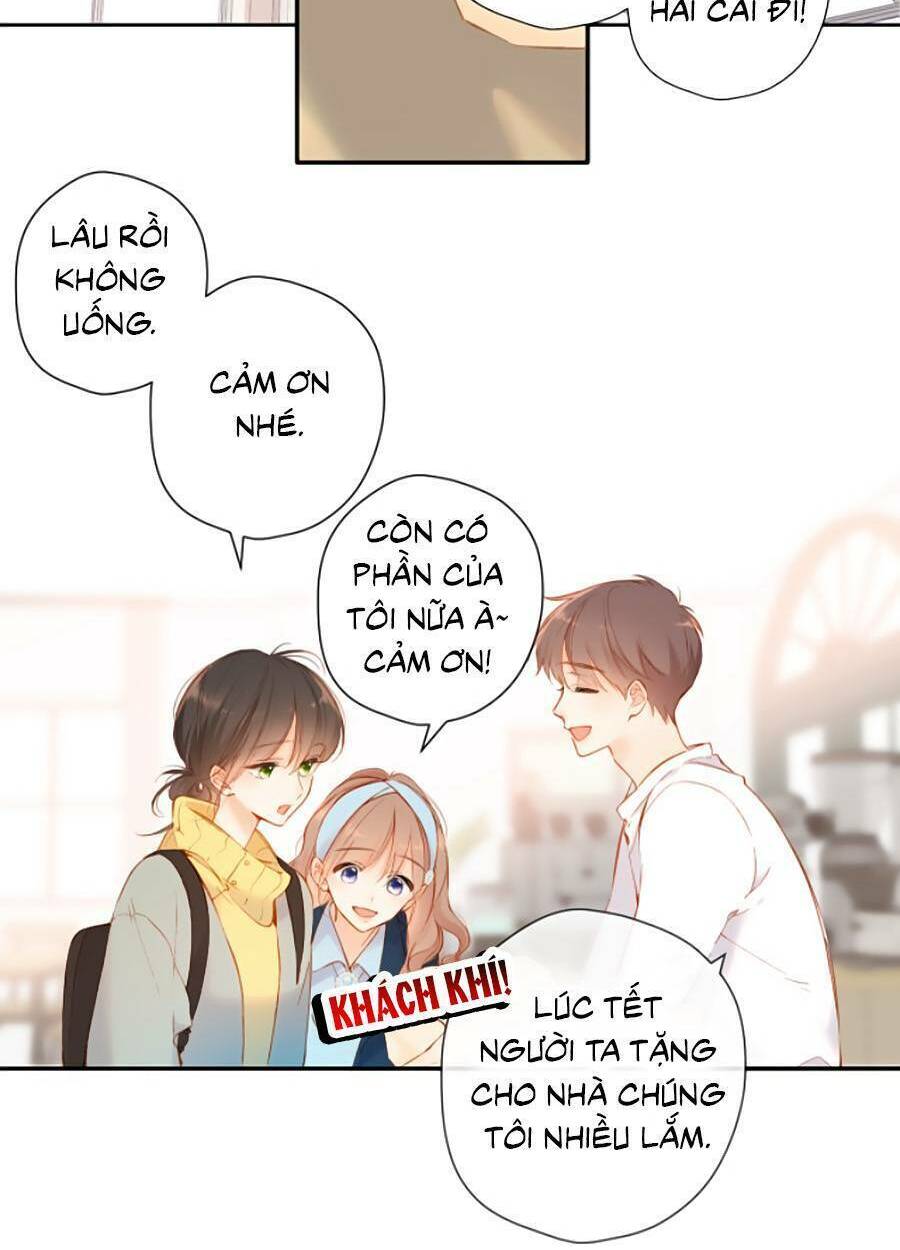 HAI CÁI ĐI!
LÂU RỒI
KHÔNG
UỐNG.
CẢM ƠN
NHÉ.
CÒN CÓ
PHẦN CỦA
TÔI NỮA À~
CẢM ƠN!
KHÁCH KHÍ!
LÚC TẾT
NGƯỜI TA TẶNG
CHO NHÀ CHÚNG
TÔI NHIỀU LẮM.